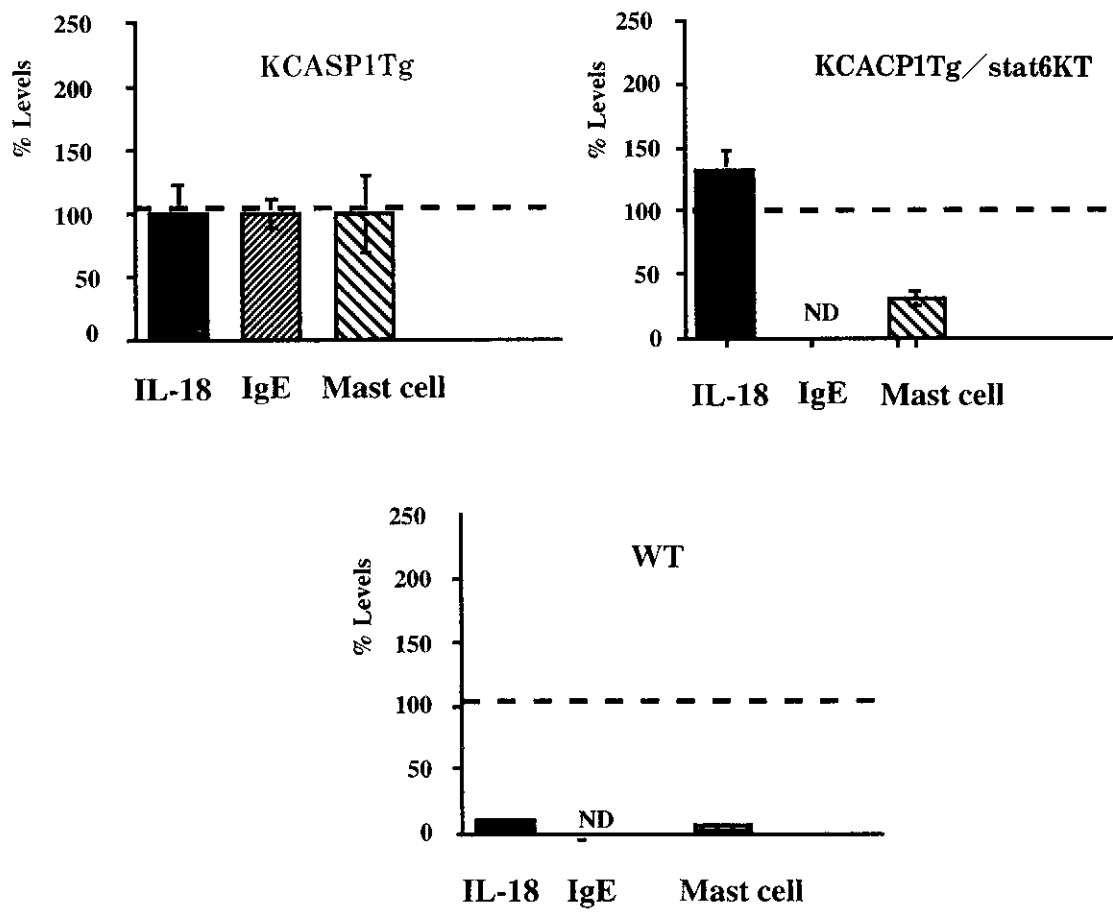 KCASP1Tg
% Levels
250
200
150
100
50
0
IL-18 IgE Mast cell
KCACP1Tg/stat6KT
% Levels
250
200
150
100
50
0
ND
IL-18 IgE Mast cell
WT
% Levels
250
200
150
100
50
0
ND
IL-18 IgE Mast cell